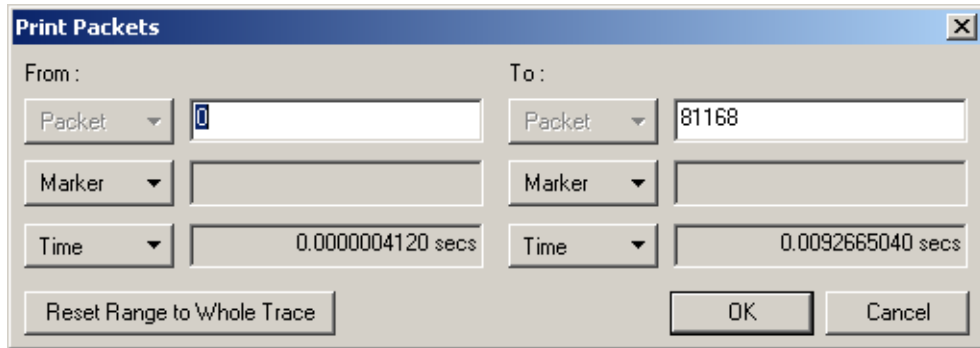 Print Packets
From :
To :
Packet
0
Packet
81168
Marker
Marker
Time
0.0000004120 secs
Time
0.0092665040 secs
Reset Range to Whole Trace
OK
Cancel